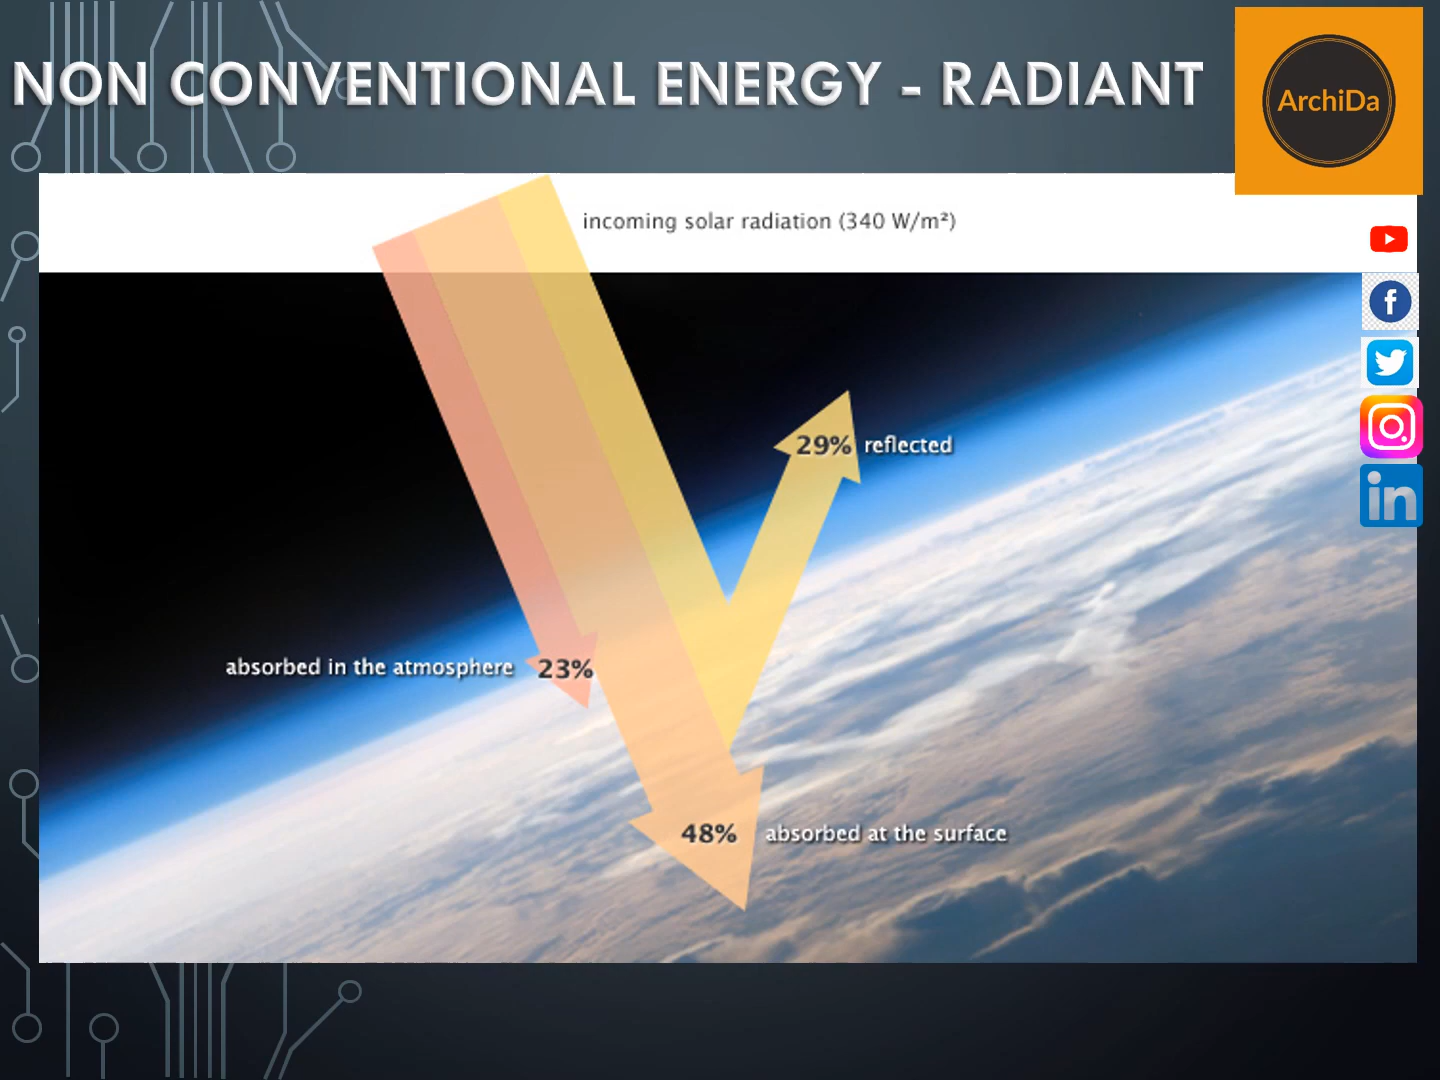 NON CONVENTIONAL ENERGY - RADIANT
ArchiDa
incoming solar radiation (340 W/m²)
29% reflected
absorbed in the atmosphere 23%
48% absorbed at the surface
f
in